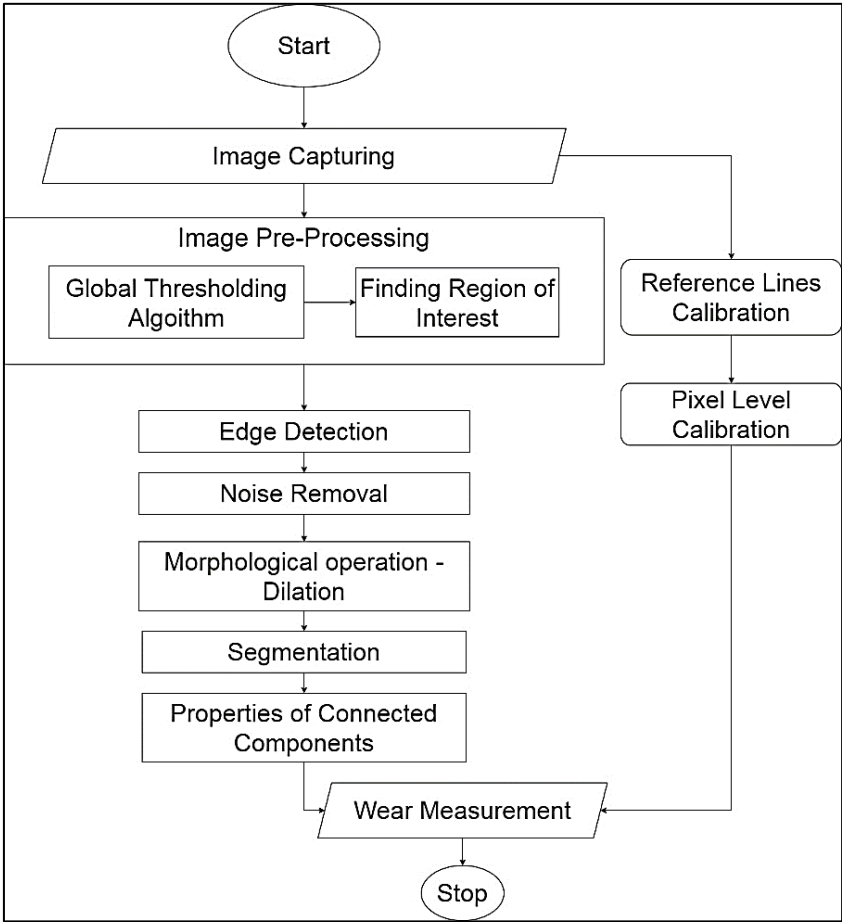 Start
Image Capturing
Image Pre-Processing
Global Thresholding
Algoithm
Finding Region of
Interest
Reference Lines
Calibration
Pixel Level
Calibration
Edge Detection
Noise Removal
Morphological operation -
Dilation
Segmentation
Properties of Connected
Components
Wear Measurement
Stop